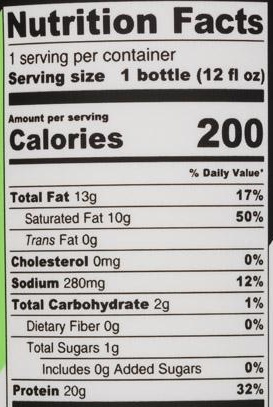 Nutrition Facts
1 serving per container
Serving size 1 bottle (12 fl oz)
Amount per serving
Calories 200
% Daily Value*
Total Fat 13g 17%
Saturated Fat 10g 50%
Trans Fat 0g
Cholesterol 0mg 0%
Sodium 280mg 12%
Total Carbohydrate 2g 1%
Dietary Fiber 0g 0%
Total Sugars 1g
Includes 0g Added Sugars 0%
Protein 20g 32%